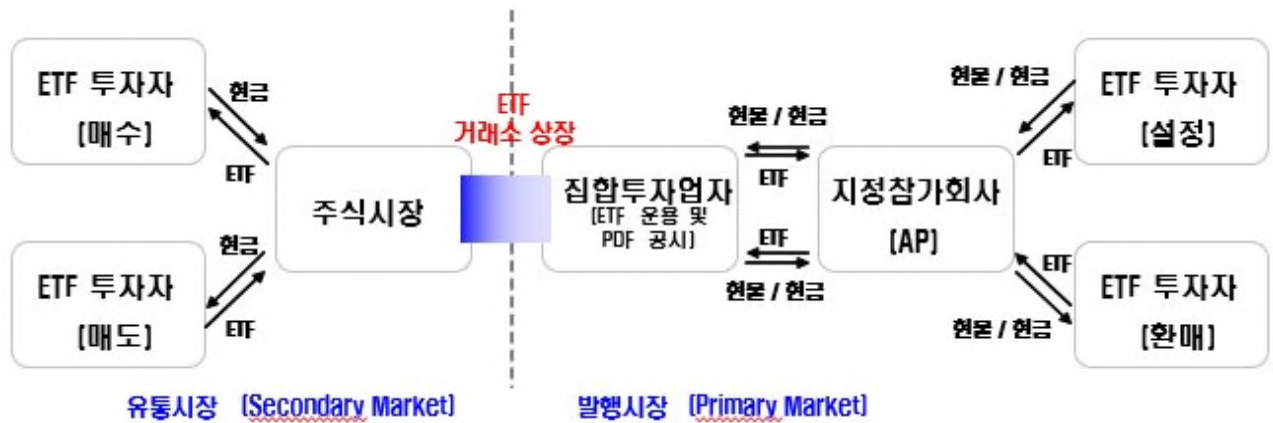 ETF 투자자
[매수]
현금
ETF
ETF 투자자
[매도]
현금
ETF
주식시장
ETF
거래소 상장
집합투자업자
[ETF 운용 및
PDF 공시]
현물 / 현금
ETF
ETF
현물 / 현금
지정참가회사
[AP]
현물 / 현금
ETF
ETF 투자자
[설정]
ETF
현물 / 현금
ETF 투자자
[환매]
유통시장 [Secondary Market]
발행시장 [Primary Market]